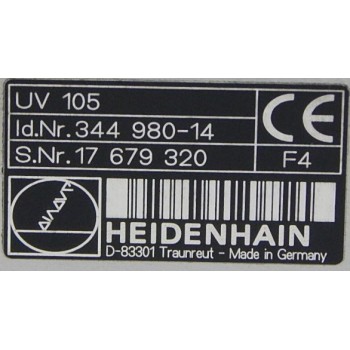 UV 105
Id.Nr. 344 980-14
S.Nr. 17 679 320
CE
F4
HEIDENHAIN
D-83301 Traunreut - Made in Germany